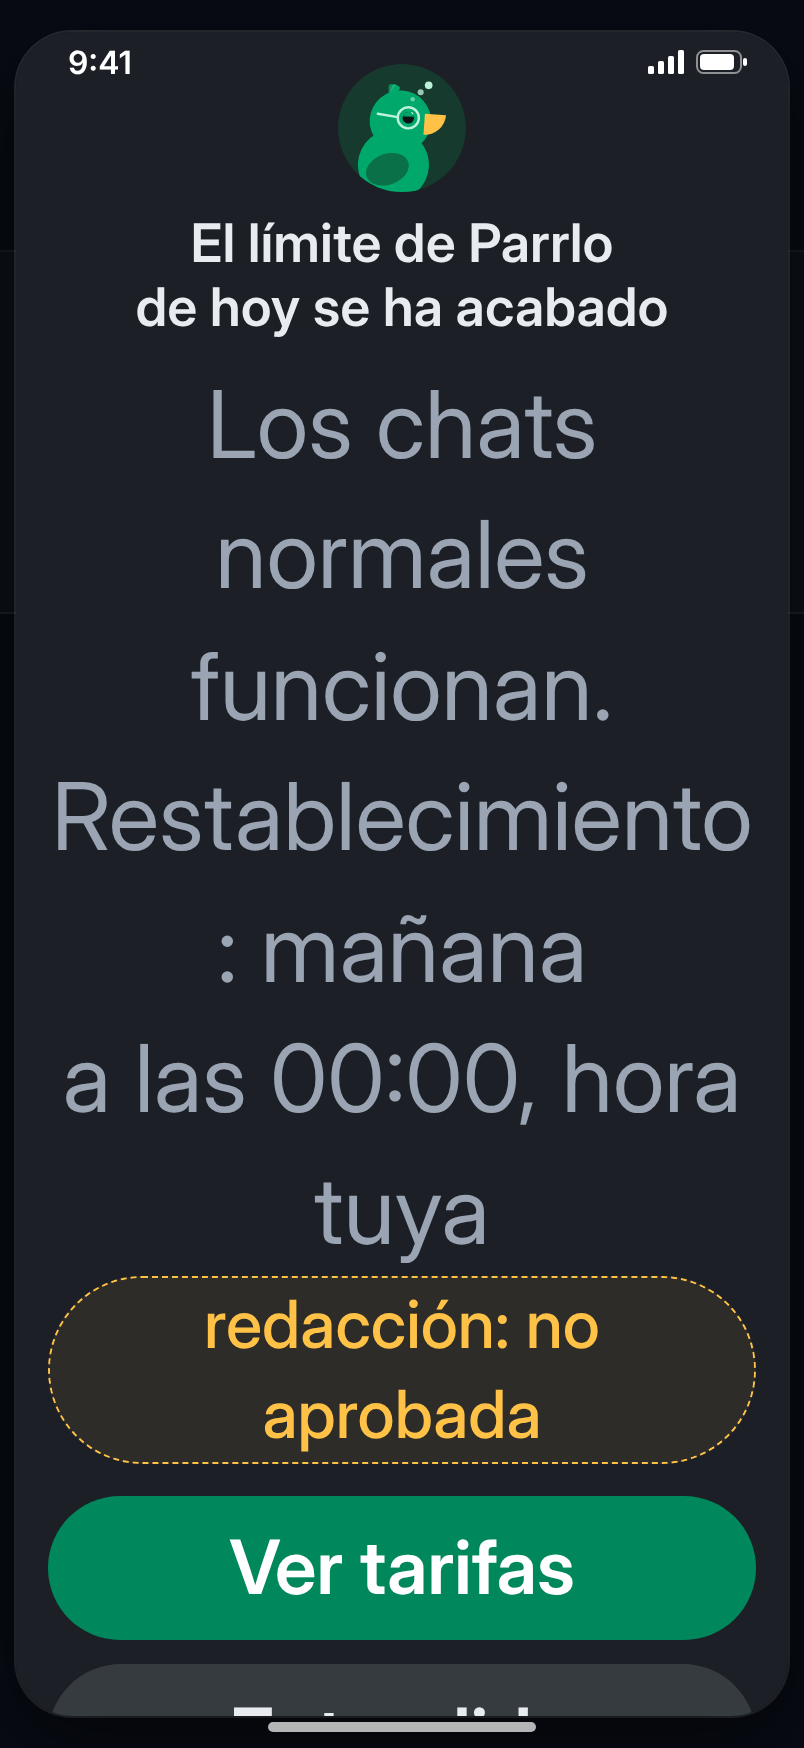 9:41
El límite de Parrlo
de hoy se ha acabado
Los chats
normales
funcionan.
Restablecimiento
: mañana
a las 00:00, hora
tuya
redacción: no
aprobada
Ver tarifas